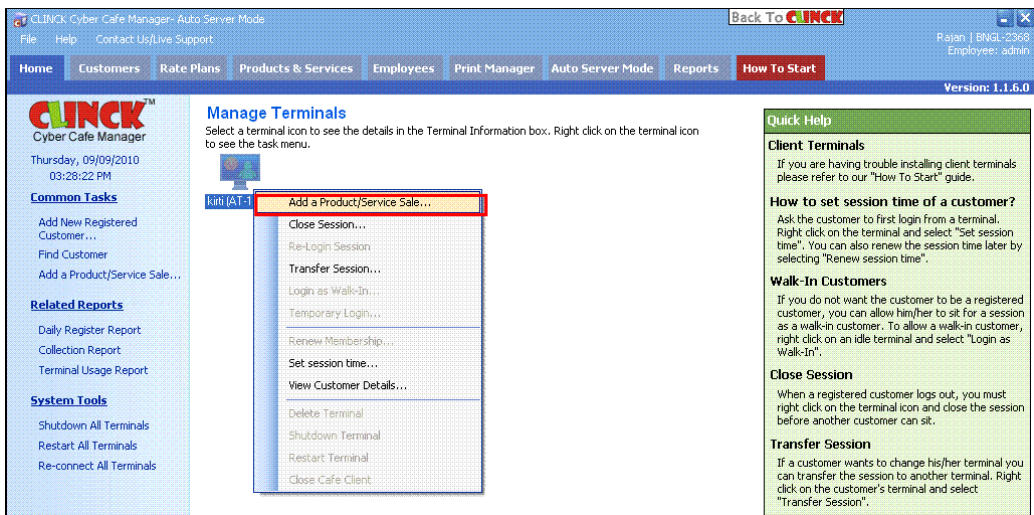 CLINCK Cyber Cafe Manager- Auto Server Mode
Back To CLINCK
File Help Contact Us/Live Support
Rajan | BNGL-2368
Employee: admin
Home Customers Rate Plans Products & Services Employees Print Manager Auto Server Mode Reports How To Start
Version: 1.1.6.0
CLINCK TM
Cyber Cafe Manager
Thursday, 09/09/2010
03:28:22 PM
Common Tasks
Add New Registered
Customer...
Find Customer
Add a Product/Service Sale...
Related Reports
Daily Register Report
Collection Report
Terminal Usage Report
System Tools
Shutdown All Terminals
Restart All Terminals
Re-connect All Terminals
Manage Terminals
Select a terminal icon to see the details in the Terminal Information box. Right click on the terminal icon
to see the task menu.
kirti (AT-1
Add a Product/Service Sale...
Close Session...
Re-Login Session
Transfer Session...
Login as Walk-In...
Temporary Login...
Renew Membership...
Set session time...
View Customer Details...
Delete Terminal
Shutdown Terminal
Restart Terminal
Close Cafe Client
Quick Help
Client Terminals
If you are having trouble installing client terminals
please refer to our "How To Start" guide.
How to set session time of a customer?
Ask the customer to first login from a terminal.
Right click on the terminal and select "Set session
time". You can also renew the session time later by
selecting "Renew session time".
Walk-In Customers
If you do not want the customer to be a registered
customer, you can allow him/her to sit for a session
as a walk-in customer. To allow a walk-in customer,
right click on an idle terminal and select "Login as
Walk-In".
Close Session
When a registered customer logs out, you must
right click on the terminal icon and close the session
before another customer can sit.
Transfer Session
If a customer wants to change his/her terminal you
can transfer the session to another terminal. Right
click on the customer's terminal and select
"Transfer Session".